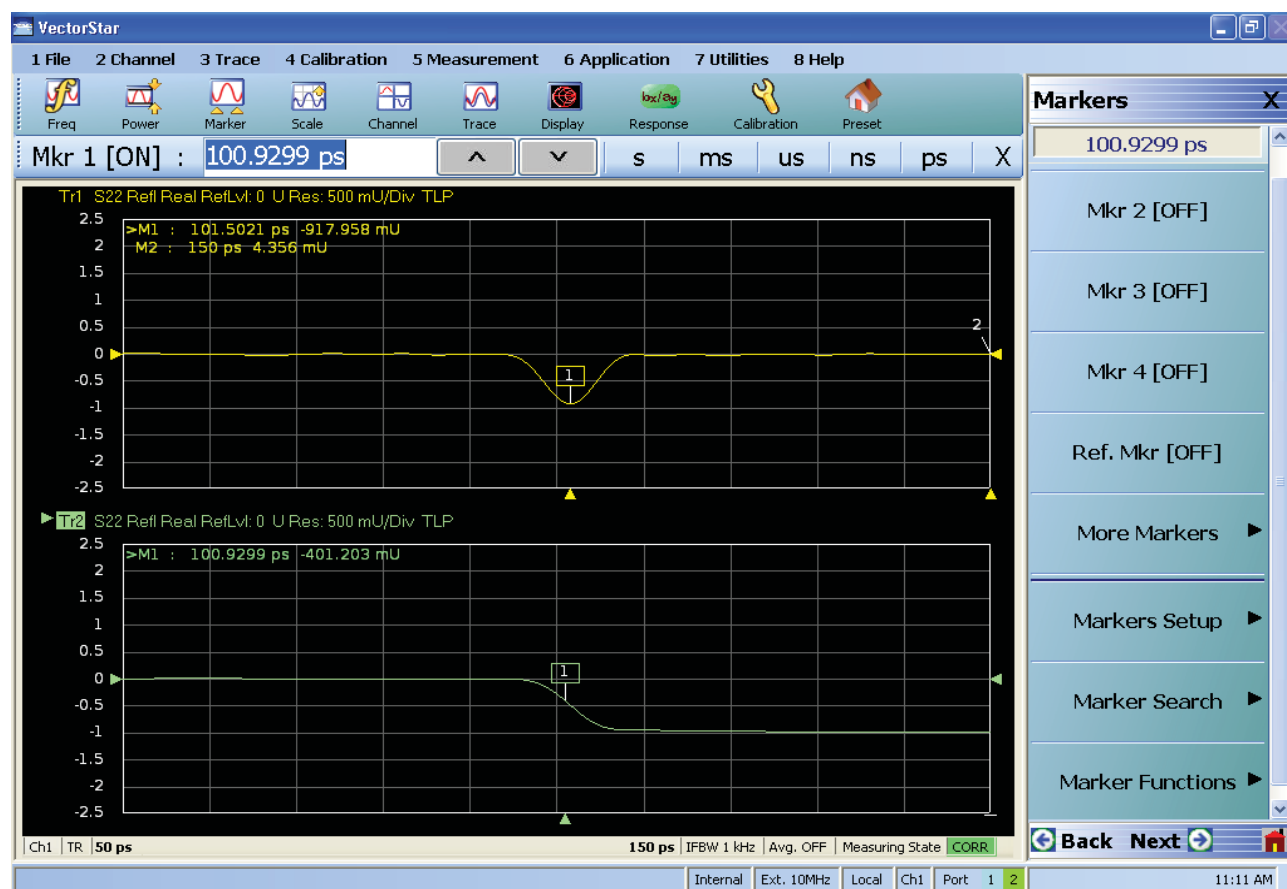 VectorStar
1 File 2 Channel 3 Trace 4 Calibration 5 Measurement 6 Application 7 Utilities 8 Help
bx/ay
Freq Power Marker Scale Channel Trace Display Response Calibration Preset
Mkr 1 [ON] : 100.9299 ps s ms us ns ps X
Tr1 S22 Refl Real RefLvl: 0 U Res: 500 mU/Div TLP
2.5
>M1 : 101.5021 ps -917.958 mU
2
M2 : 150 ps 4.356 mU
1.5
1
0.5
2
0
-0.5
1
-1
-1.5
-2
-2.5
Tr2 S22 Refl Real RefLvl: 0 U Res: 500 mU/Div TLP
2.5
>M1 : 100.9299 ps -401.203 mU
2
1.5
1
0.5
1
0
-0.5
-1
-1.5
-2
-2.5
Ch1 TR 50 ps 150 ps IFBW 1 kHz Avg. OFF Measuring State CORR
Markers X
100.9299 ps
Mkr 2 [OFF]
Mkr 3 [OFF]
Mkr 4 [OFF]
Ref. Mkr [OFF]
More Markers
Markers Setup
Marker Search
Marker Functions
Back Next
Internal Ext. 10MHz Local Ch1 Port 1 2 11:11 AM